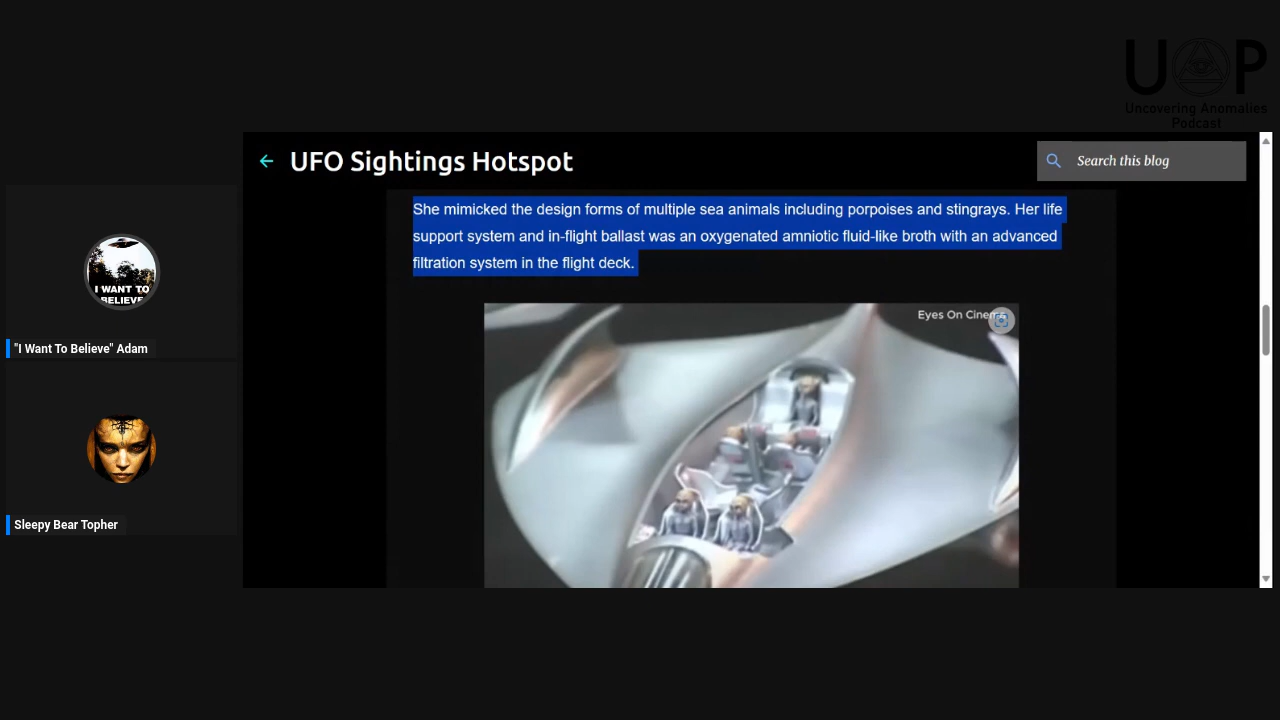 UAP
Uncovering Anomalies
Podcast
UFO Sightings Hotspot
Search this blog
She mimicked the design forms of multiple sea animals including porpoises and stingrays. Her life
support system and in-flight ballast was an oxygenated amniotic fluid-like broth with an advanced
filtration system in the flight deck.
Eyes On Cinema
I WANT TO
BELIEVE
"I Want To Believe" Adam
Sleepy Bear Topher